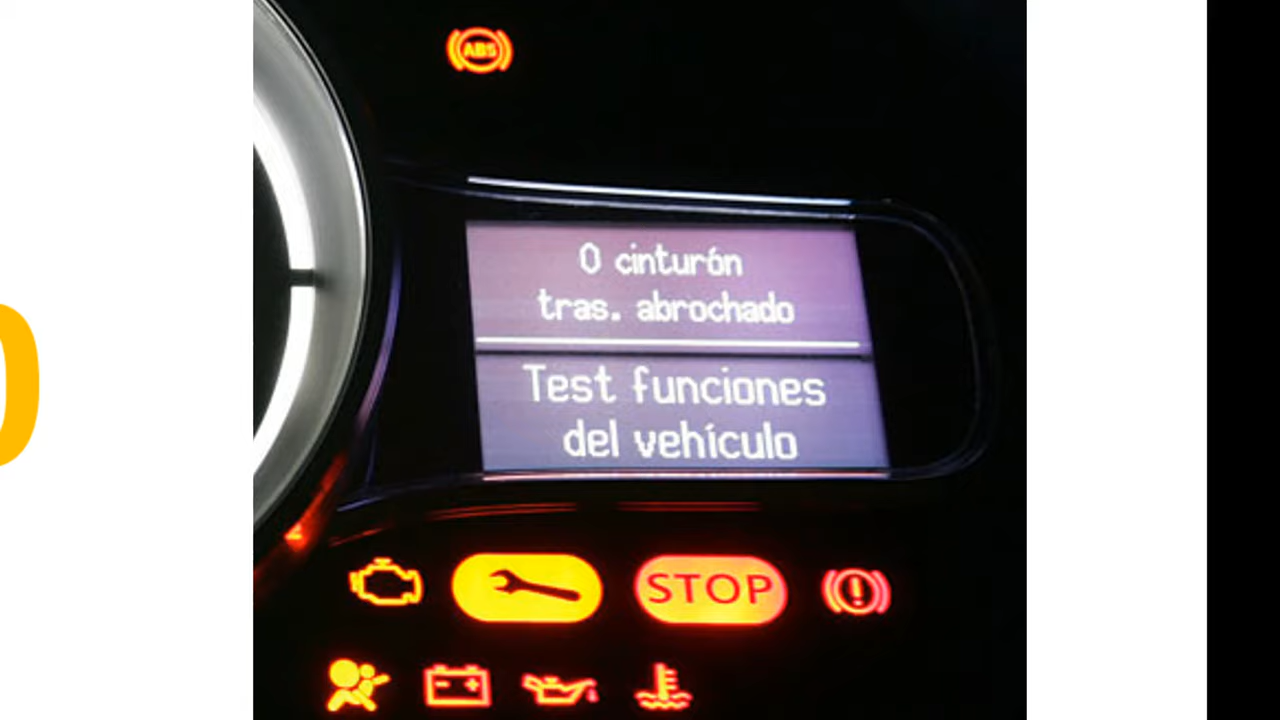 ABS
0 cinturón
tras. abrochado
Test funciones
del vehículo
STOP